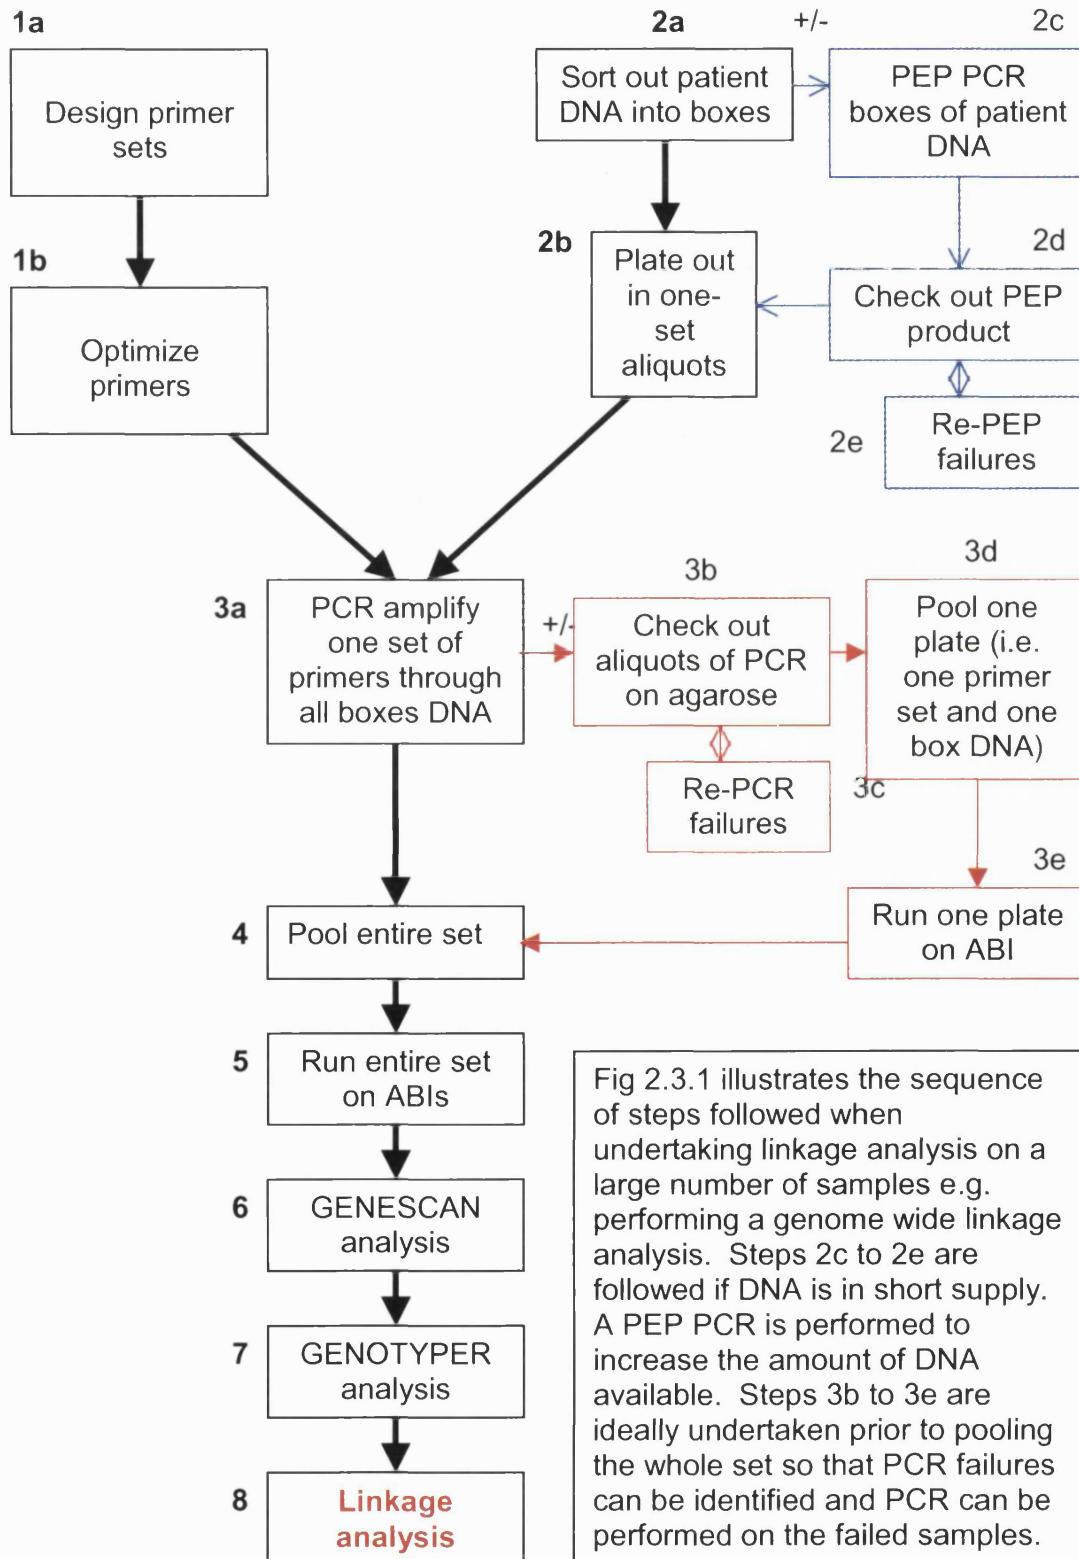 1a
Design primer
sets
1b
Optimize
primers
2a
Sort out patient
DNA into boxes
+/-
2c
PEP PCR
boxes of patient
DNA
2b
Plate out
in one-
set
aliquots
2d
Check out PEP
product
2e
Re-PEP
failures
3a
PCR amplify
one set of
primers through
all boxes DNA
+/-
3b
Check out
aliquots of PCR
on agarose
3c
Re-PCR
failures
3d
Pool one
plate (i.e.
one primer
set and one
box DNA)
3e
Run one plate
on ABI
4
Pool entire set
5
Run entire set
on ABIs
6
GENESCAN
analysis
7
GENOTYPER
analysis
8
Linkage
analysis
Fig 2.3.1 illustrates the sequence
of steps followed when
undertaking linkage analysis on a
large number of samples e.g.
performing a genome wide linkage
analysis. Steps 2c to 2e are
followed if DNA is in short supply.
A PEP PCR is performed to
increase the amount of DNA
available. Steps 3b to 3e are
ideally undertaken prior to pooling
the whole set so that PCR failures
can be identified and PCR can be
performed on the failed samples.